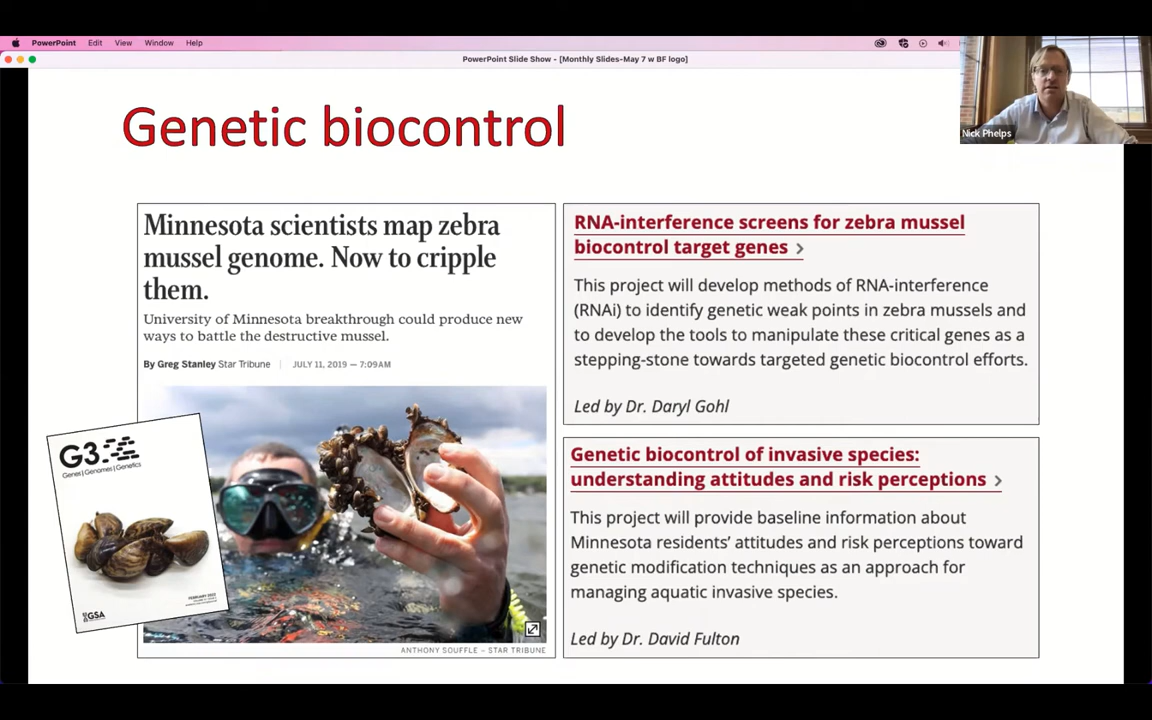 PowerPoint Edit View Window Help
PowerPoint Slide Show - [Monthly Slides-May 7 w BF logo]
Nick Phelps
Genetic biocontrol
Minnesota scientists map zebra
mussel genome. Now to cripple
them.
University of Minnesota breakthrough could produce new
ways to battle the destructive mussel.
By Greg Stanley Star Tribune | JULY 11, 2019 — 7:09AM
G3
Genes | Genomes | Genetics
FEBRUARY 2022
GSA
ANTHONY SOUFFLE – STAR TRIBUNE
RNA-interference screens for zebra mussel
biocontrol target genes >
This project will develop methods of RNA-interference
(RNAi) to identify genetic weak points in zebra mussels and
to develop the tools to manipulate these critical genes as a
stepping-stone towards targeted genetic biocontrol efforts.
Led by Dr. Daryl Gohl
Genetic biocontrol of invasive species:
understanding attitudes and risk perceptions >
This project will provide baseline information about
Minnesota residents’ attitudes and risk perceptions toward
genetic modification techniques as an approach for
managing aquatic invasive species.
Led by Dr. David Fulton